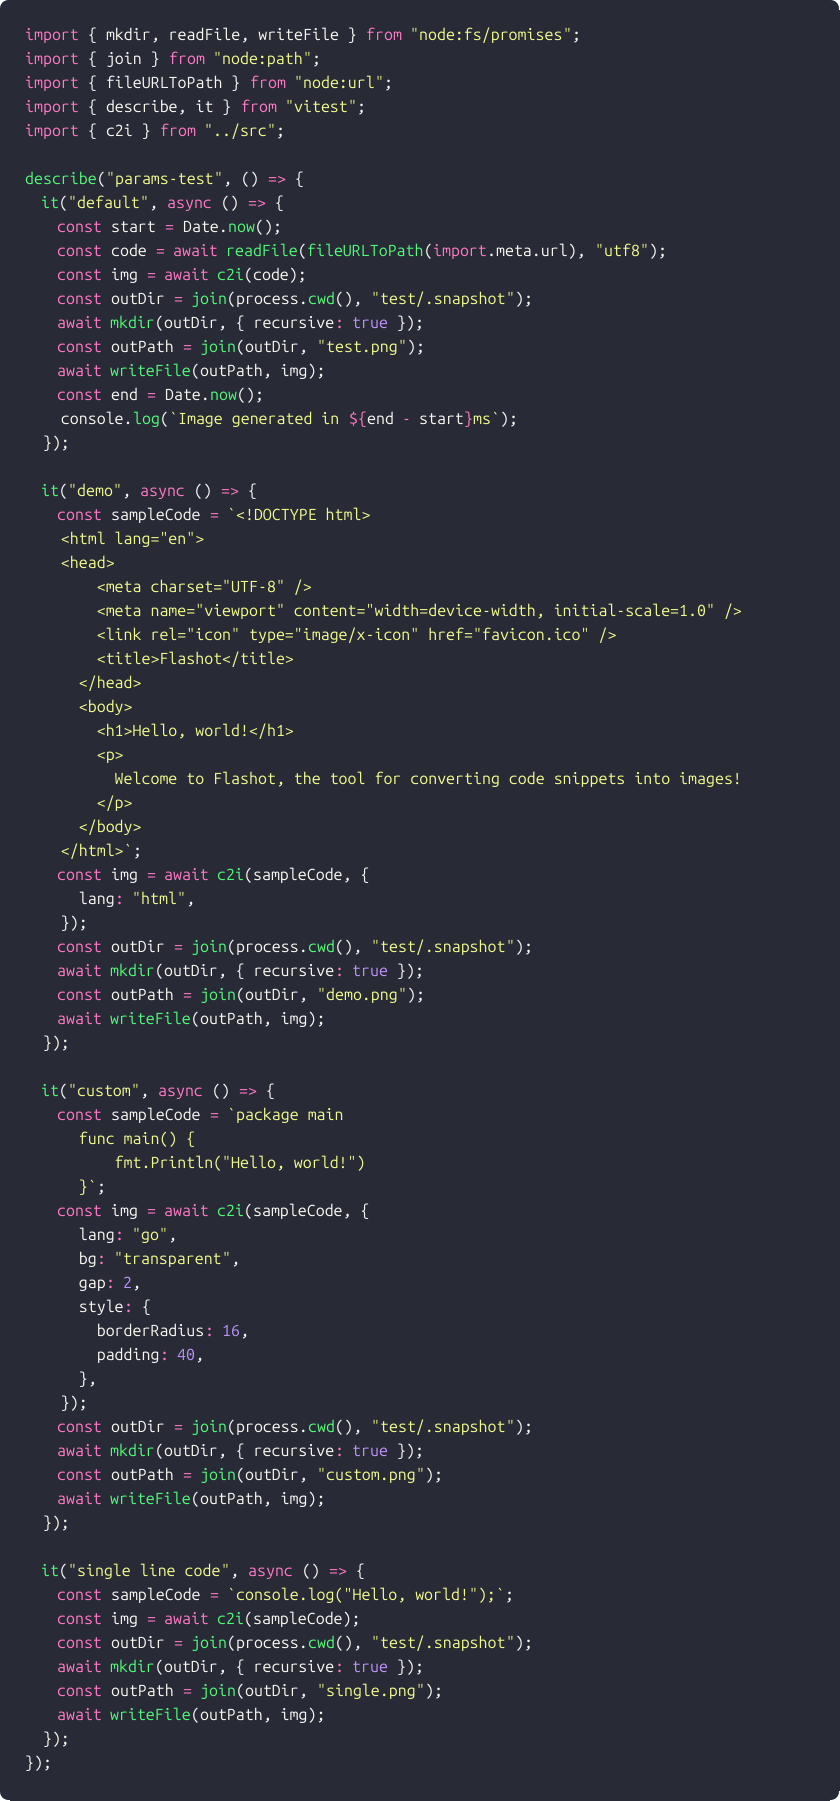 import { mkdir, readFile, writeFile } from "node:fs/promises";
import { join } from "node:path";
import { fileURLToPath } from "node:url";
import { describe, it } from "vitest";
import { c2i } from "../src";

describe("params-test", () => {
  it("default", async () => {
    const start = Date.now();
    const code = await readFile(fileURLToPath(import.meta.url), "utf8");
    const img = await c2i(code);
    const outDir = join(process.cwd(), "test/.snapshot");
    await mkdir(outDir, { recursive: true });
    const outPath = join(outDir, "test.png");
    await writeFile(outPath, img);
    const end = Date.now();
    console.log(`Image generated in ${end - start}ms`);
  });

  it("demo", async () => {
    const sampleCode = `<!DOCTYPE html>
    <html lang="en">
    <head>
        <meta charset="UTF-8" />
        <meta name="viewport" content="width=device-width, initial-scale=1.0" />
        <link rel="icon" type="image/x-icon" href="favicon.ico" />
        <title>Flashot</title>
      </head>
      <body>
        <h1>Hello, world!</h1>
        <p>
          Welcome to Flashot, the tool for converting code snippets into images!
        </p>
      </body>
    </html>`;
    const img = await c2i(sampleCode, {
      lang: "html",
    });
    const outDir = join(process.cwd(), "test/.snapshot");
    await mkdir(outDir, { recursive: true });
    const outPath = join(outDir, "demo.png");
    await writeFile(outPath, img);
  });

  it("custom", async () => {
    const sampleCode = `package main
      func main() {
          fmt.Println("Hello, world!")
      }`;
    const img = await c2i(sampleCode, {
      lang: "go",
      bg: "transparent",
      gap: 2,
      style: {
        borderRadius: 16,
        padding: 40,
      },
    });
    const outDir = join(process.cwd(), "test/.snapshot");
    await mkdir(outDir, { recursive: true });
    const outPath = join(outDir, "custom.png");
    await writeFile(outPath, img);
  });

  it("single line code", async () => {
    const sampleCode = `console.log("Hello, world!");`;
    const img = await c2i(sampleCode);
    const outDir = join(process.cwd(), "test/.snapshot");
    await mkdir(outDir, { recursive: true });
    const outPath = join(outDir, "single.png");
    await writeFile(outPath, img);
  });
});